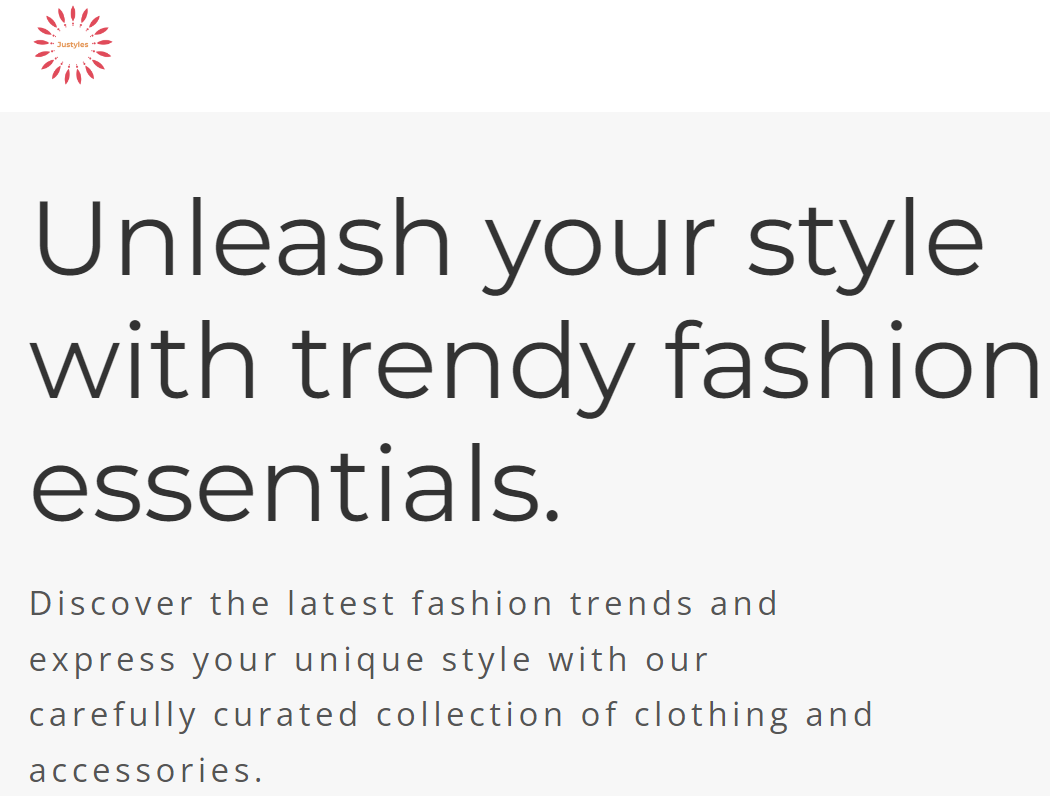 Justyles
Unleash your style
with trendy fashion
essentials.
Discover the latest fashion trends and
express your unique style with our
carefully curated collection of clothing and
accessories.